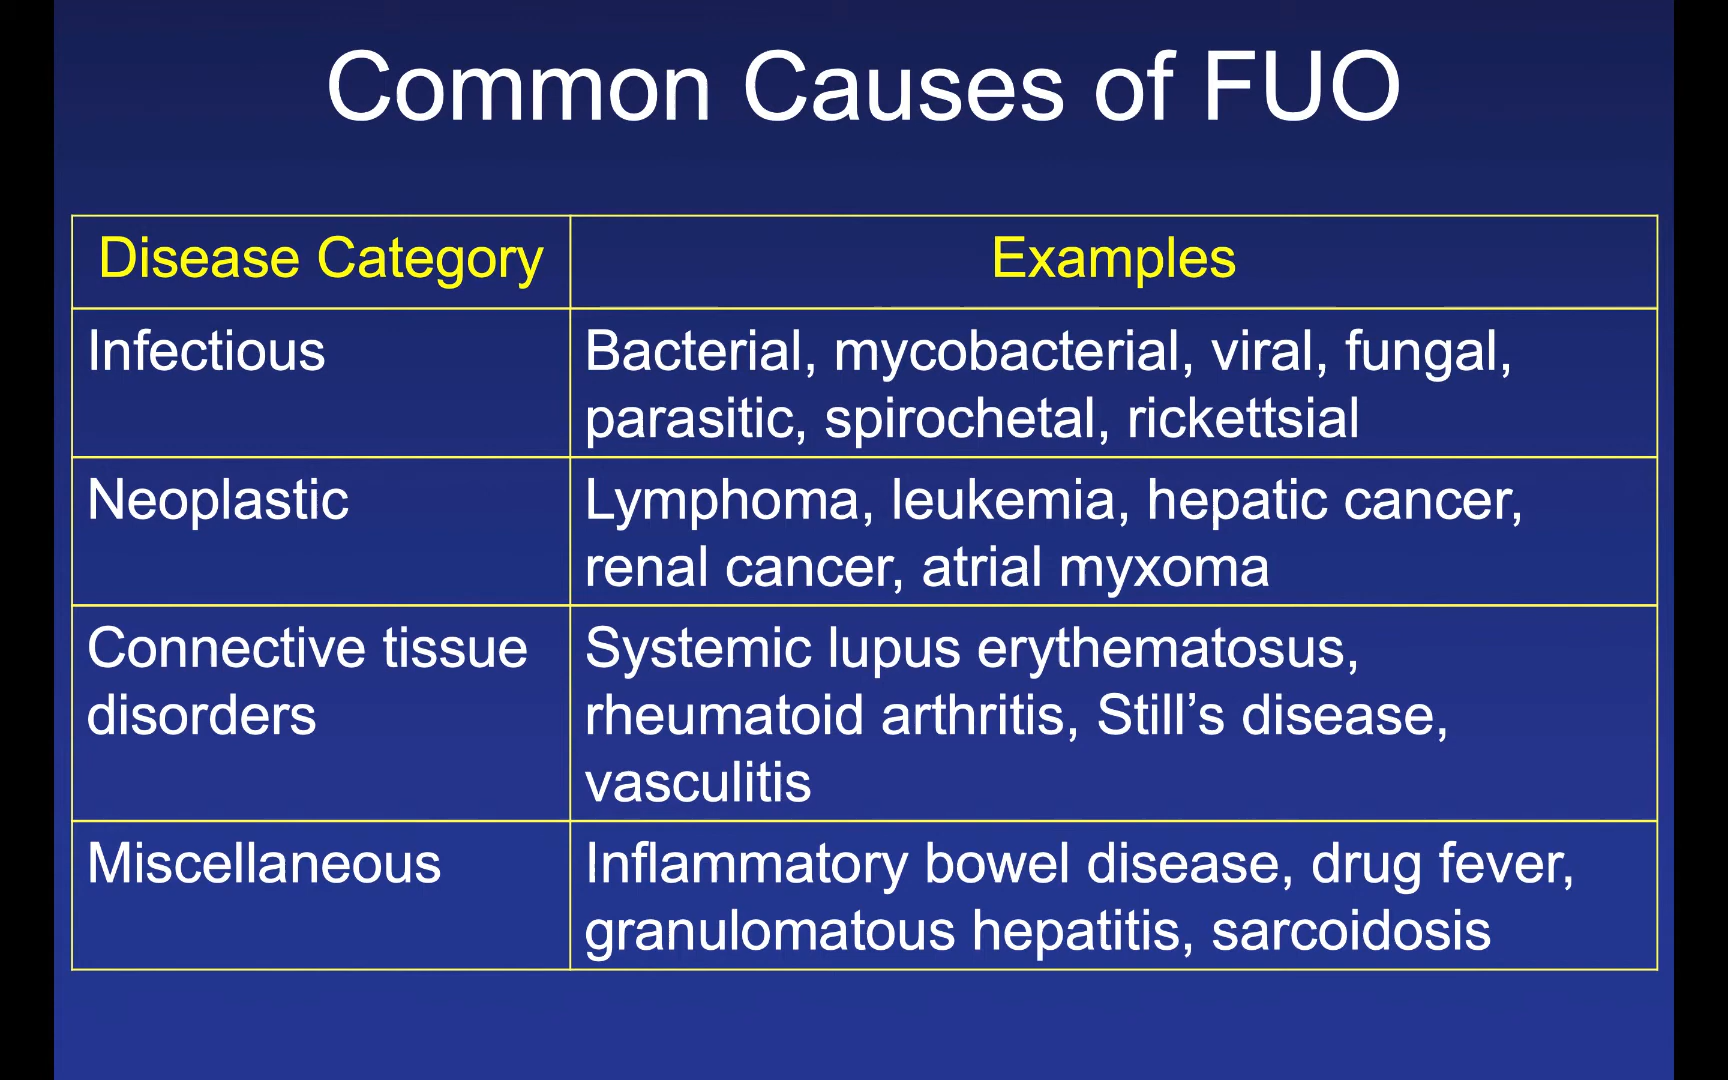 Common Causes of FUO
Disease Category
Examples
Infectious
Bacterial, mycobacterial, viral, fungal,
parasitic, spirochetal, rickettsial
Neoplastic
Lymphoma, leukemia, hepatic cancer,
renal cancer, atrial myxoma
Connective tissue
disorders
Systemic lupus erythematosus,
rheumatoid arthritis, Still’s disease,
vasculitis
Miscellaneous
Inflammatory bowel disease, drug fever,
granulomatous hepatitis, sarcoidosis